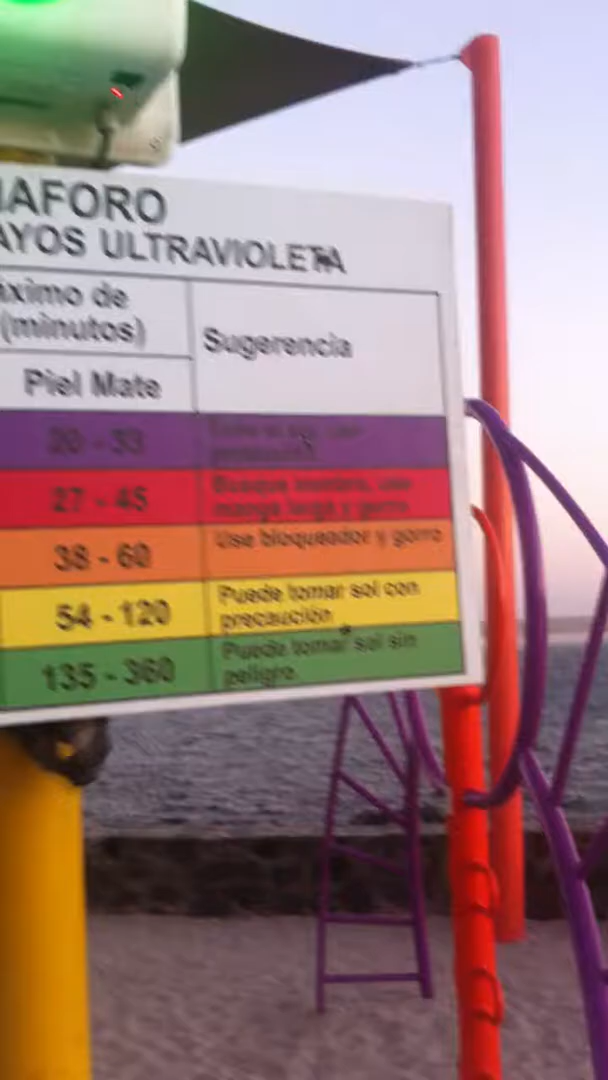 MAFORO
AYOS ULTRAVIOLETA
áximo de
(minutos)
Sugerencia
Piel Mate
20 - 33
27 - 45
Busque sombra, use
manga larga y gorro
38 - 60
Use bloqueador y gorro
54 - 120
Puede tomar sol con
precaución
135 - 360
Puede tomar sol sin
peligro.